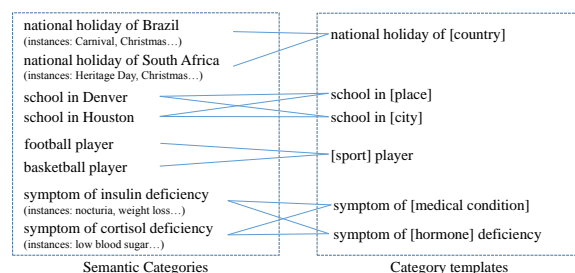 national holiday of Brazil
(instances: Carnival, Christmas…)
national holiday of South Africa
(instances: Heritage Day, Christmas…)
school in Denver
school in Houston
football player
basketball player
symptom of insulin deficiency
(instances: nocturia, weight loss…)
symptom of cortisol deficiency
(instances: low blood sugar…)
Semantic Categories
national holiday of [country]
school in [place]
school in [city]
[sport] player
symptom of [medical condition]
symptom of [hormone] deficiency
Category templates